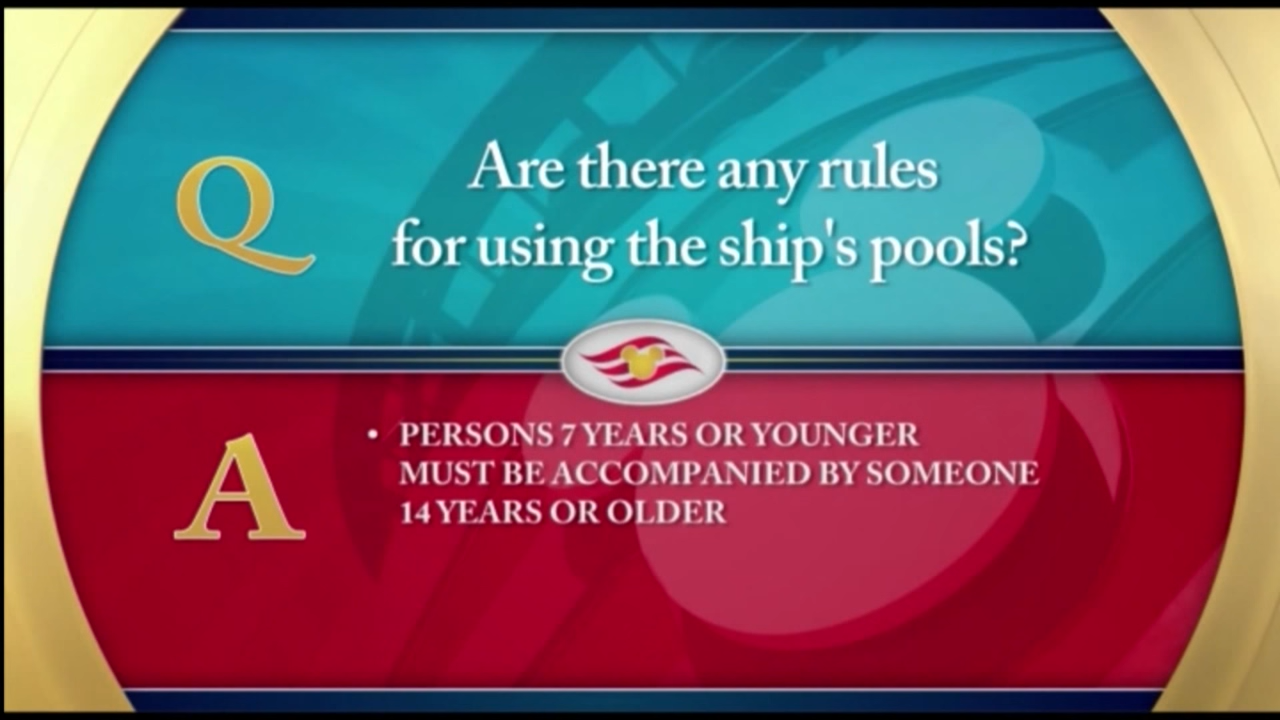 Q
Are there any rules
for using the ship's pools?
A
• PERSONS 7 YEARS OR YOUNGER
MUST BE ACCOMPANIED BY SOMEONE
14 YEARS OR OLDER